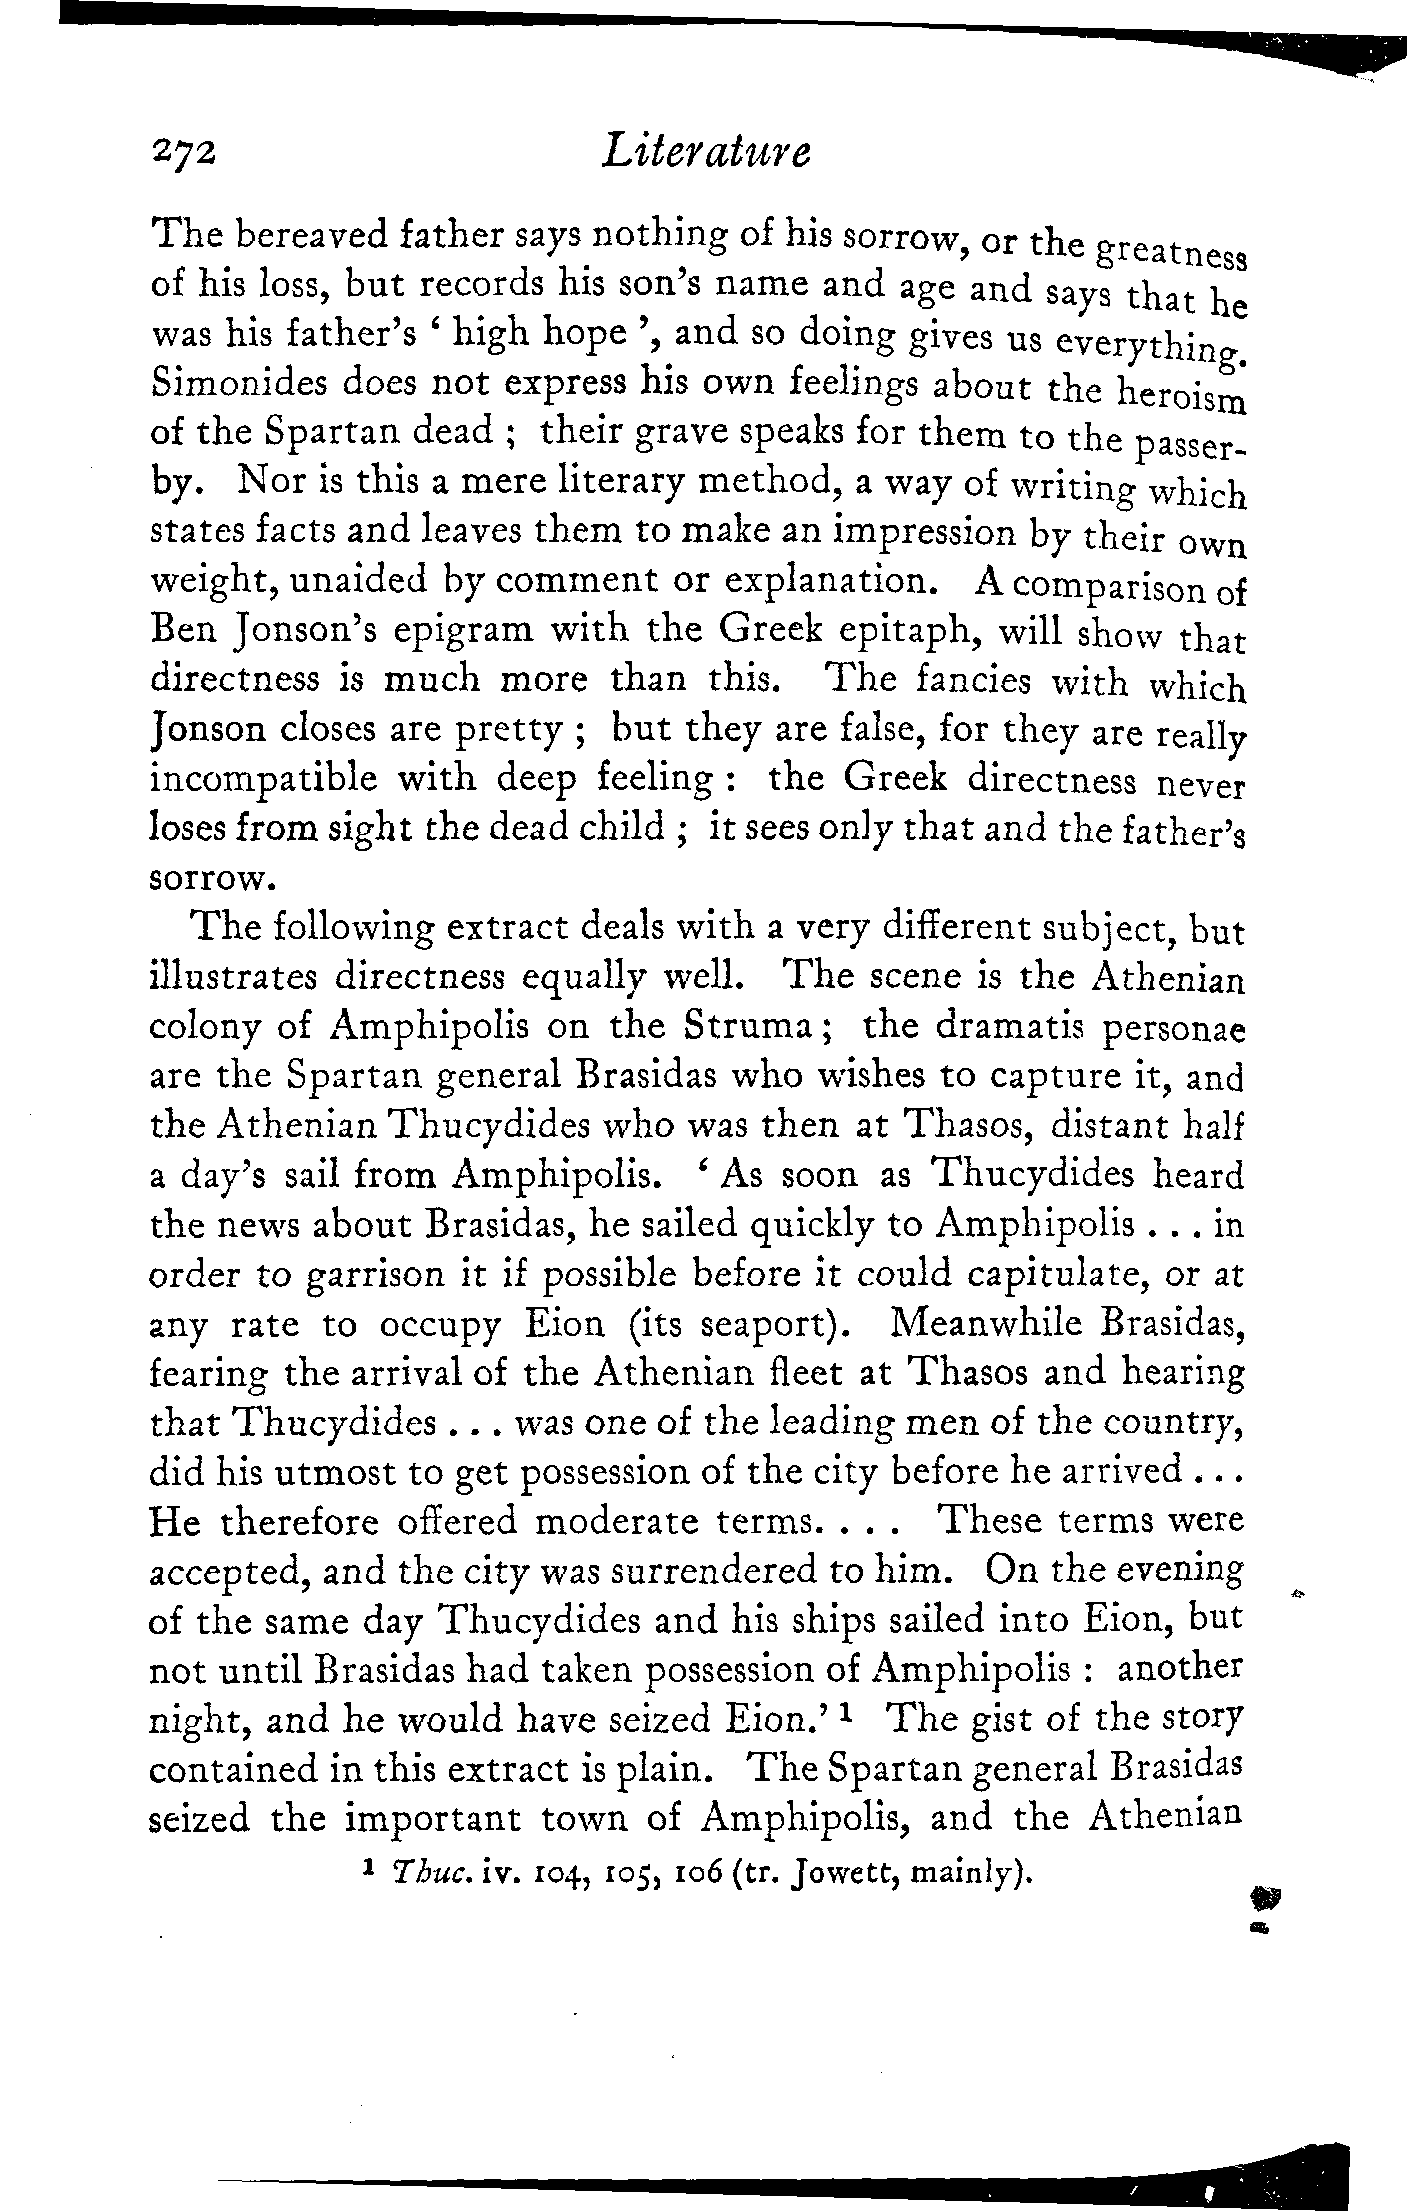 272 Literature
The bereaved father says nothing of his sorrow, or the greatness
of his loss, but records his son's name and age and says that he
was his father's ‘ high hope ’, and so doing gives us everything.
Simonides does not express his own feelings about the heroism
of the Spartan dead ; their grave speaks for them to the passer-
by. Nor is this a mere literary method, a way of writing which
states facts and leaves them to make an impression by their own
weight, unaided by comment or explanation. A comparison of
Ben Jonson's epigram with the Greek epitaph, will show that
directness is much more than this. The fancies with which
Jonson closes are pretty ; but they are false, for they are really
incompatible with deep feeling : the Greek directness never
loses from sight the dead child ; it sees only that and the father's
sorrow.
The following extract deals with a very different subject, but
illustrates directness equally well. The scene is the Athenian
colony of Amphipolis on the Struma ; the dramatis personae
are the Spartan general Brasidas who wishes to capture it, and
the Athenian Thucydides who was then at Thasos, distant half
a day's sail from Amphipolis. ‘ As soon as Thucydides heard
the news about Brasidas, he sailed quickly to Amphipolis . . . in
order to garrison it if possible before it could capitulate, or at
any rate to occupy Eion (its seaport). Meanwhile Brasidas,
fearing the arrival of the Athenian fleet at Thasos and hearing
that Thucydides . . . was one of the leading men of the country,
did his utmost to get possession of the city before he arrived . . .
He therefore offered moderate terms. . . . These terms were
accepted, and the city was surrendered to him. On the evening
of the same day Thucydides and his ships sailed into Eion, but
not until Brasidas had taken possession of Amphipolis : another
night, and he would have seized Eion.’ ¹ The gist of the story
contained in this extract is plain. The Spartan general Brasidas
seized the important town of Amphipolis, and the Athenian
¹ Thuc. iv. 104, 105, 106 (tr. Jowett, mainly).